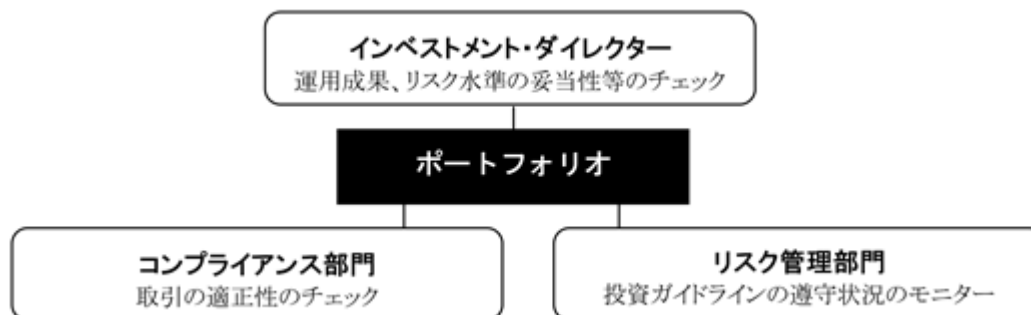 インベストメント・ダイレクター
運用成果、リスク水準の妥当性等のチェック
ポートフォリオ
コンプライアンス部門
取引の適正性のチェック
リスク管理部門
投資ガイドラインの遵守状況のモニター